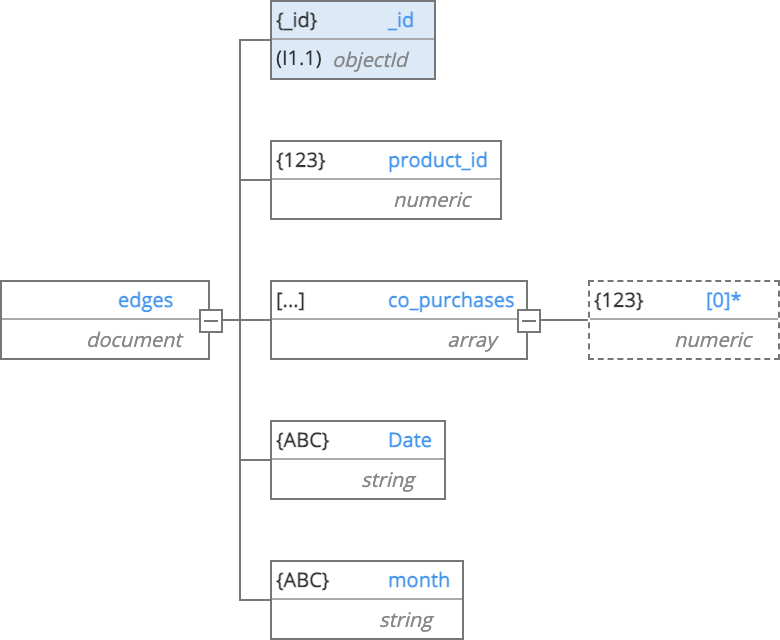 {_id} _id
(I1.1) objectId
{123} product_id
numeric
edges
document
[...] co_purchases
array
{123} [0]*
numeric
{ABC} Date
string
{ABC} month
string